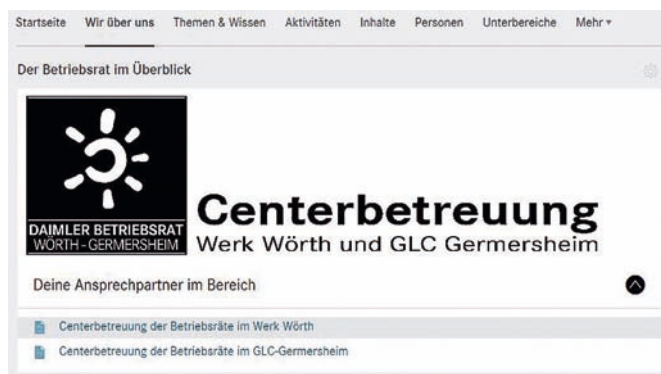 Startseite Wir über uns Themen & Wissen Aktivitäten Inhalte Personen Unterbereiche Mehr
Der Betriebsrat im Überblick
DAIMLER BETRIEBSRAT
WÖRTH - GERMERSHEIM
Centerbetreuung
Werk Wörth und GLC Germersheim
Deine Ansprechpartner im Bereich
Centerbetreuung der Betriebsräte im Werk Wörth
Centerbetreuung der Betriebsräte im GLC-Germersheim